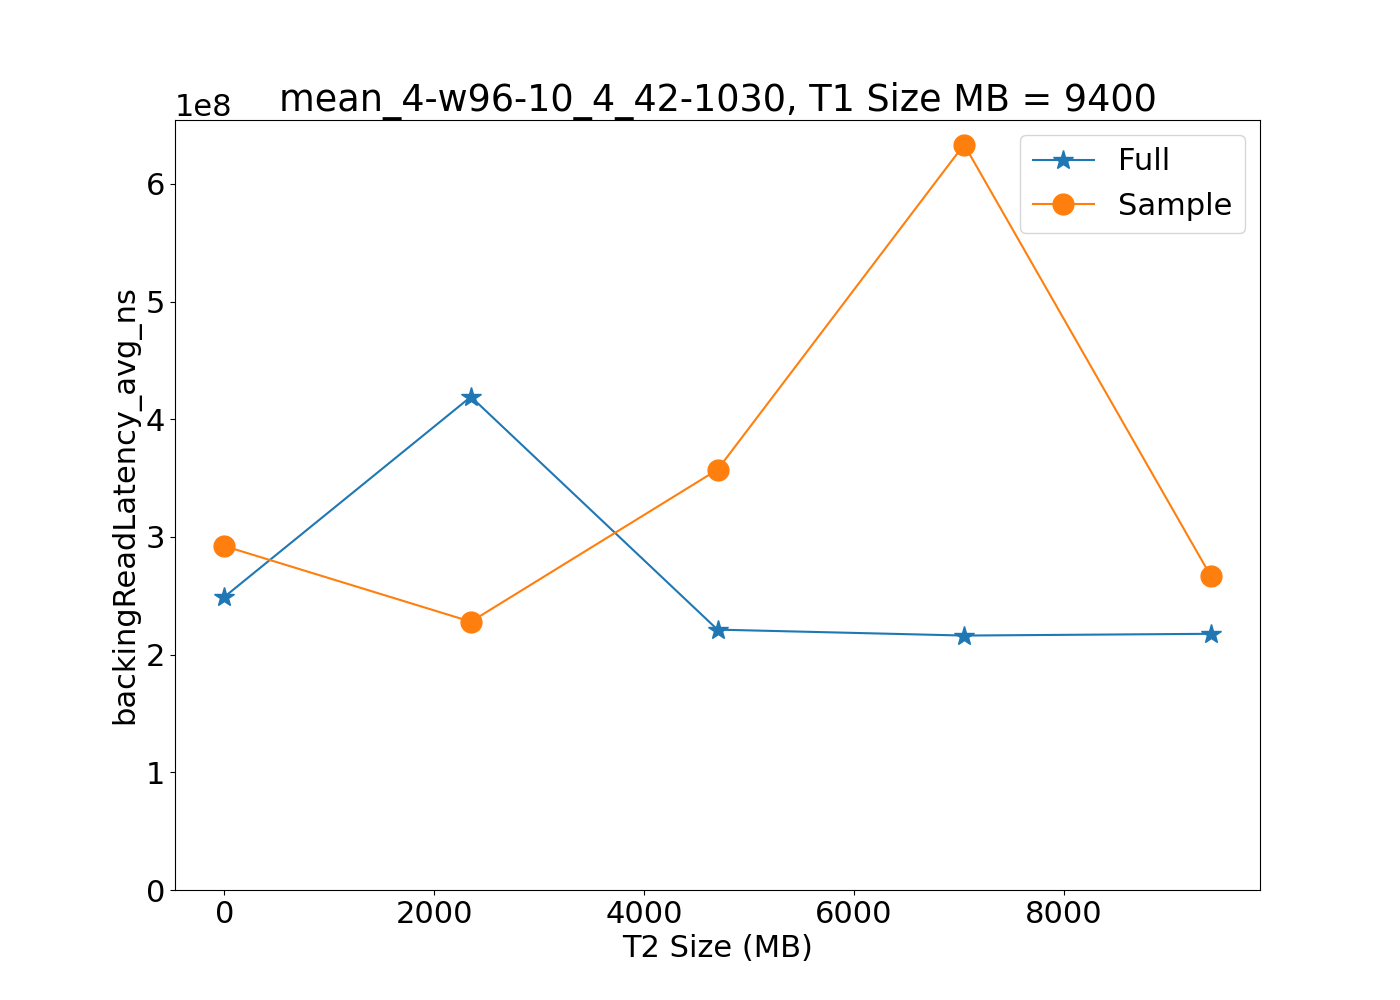 1e8
mean_4-w96-10_4_42-1030, T1 Size MB = 9400
Full
Sample
backingReadLatency_avg_ns
6
5
4
3
2
1
0
0 2000 4000 6000 8000
T2 Size (MB)